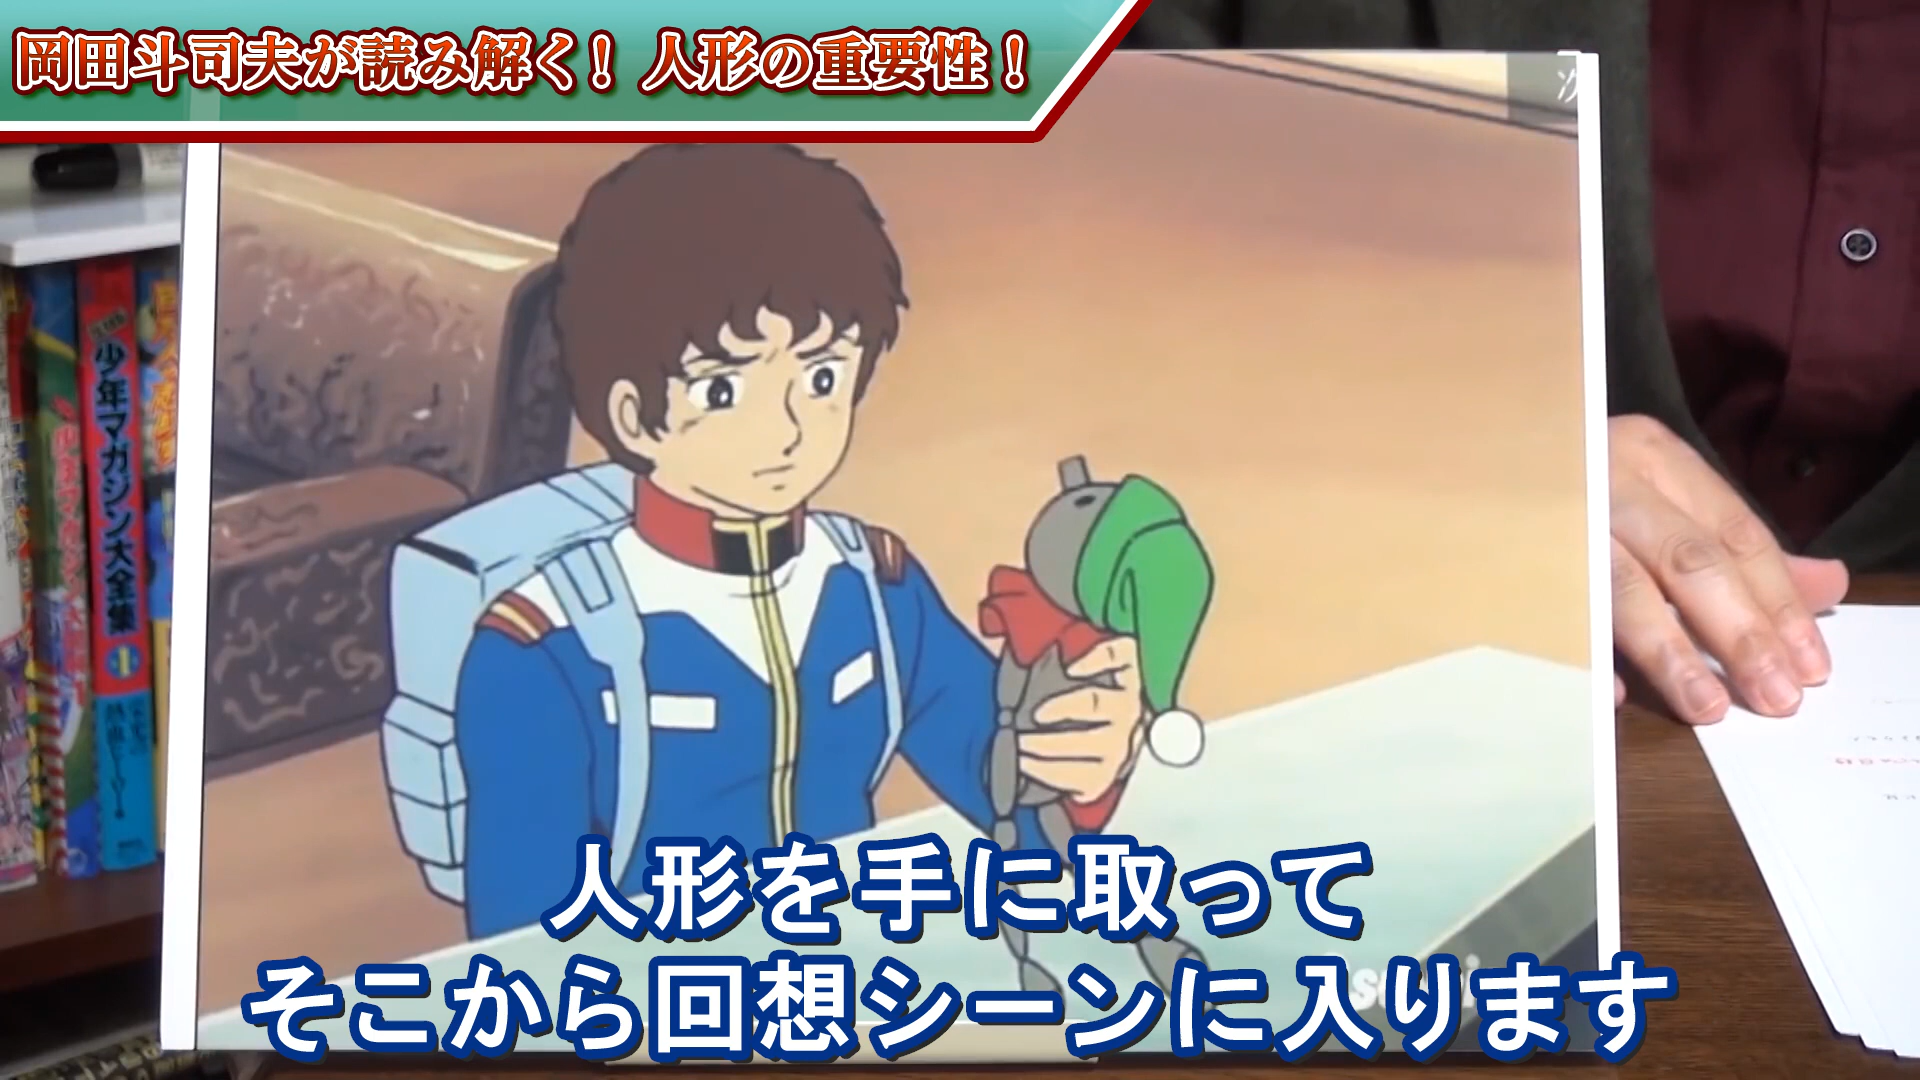 岡田斗司夫が読み解く！ 人形の重要性！
次
少年マガジン大全集
1
人形を手に取って
そこから回想シーンに入ります